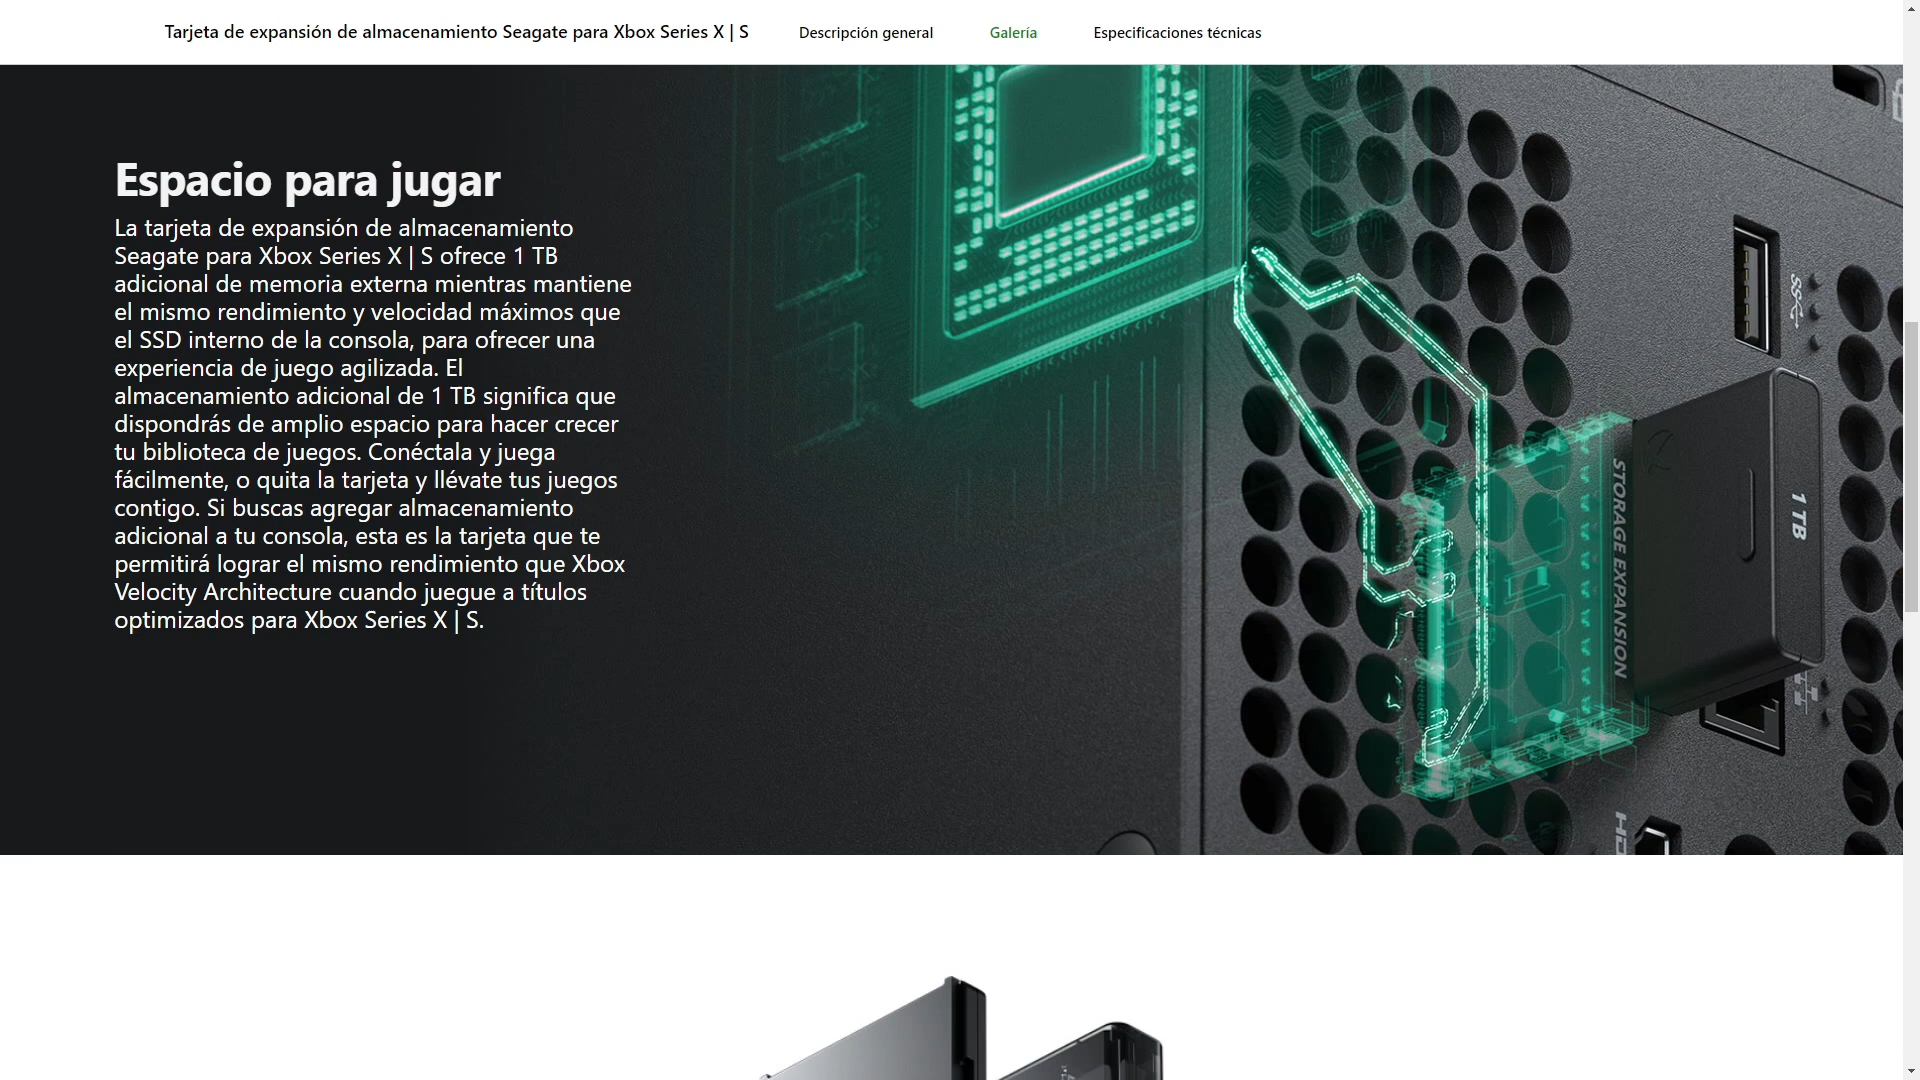 Tarjeta de expansión de almacenamiento Seagate para Xbox Series X | S
Descripción general
Galería
Especificaciones técnicas
Espacio para jugar
La tarjeta de expansión de almacenamiento
Seagate para Xbox Series X | S ofrece 1 TB
adicional de memoria externa mientras mantiene
el mismo rendimiento y velocidad máximos que
el SSD interno de la consola, para ofrecer una
experiencia de juego agilizada. El
almacenamiento adicional de 1 TB significa que
dispondrás de amplio espacio para hacer crecer
tu biblioteca de juegos. Conéctala y juega
fácilmente, o quita la tarjeta y llévate tus juegos
contigo. Si buscas agregar almacenamiento
adicional a tu consola, esta es la tarjeta que te
permitirá lograr el mismo rendimiento que Xbox
Velocity Architecture cuando juegue a títulos
optimizados para Xbox Series X | S.
SS
STORAGE EXPANSION
1 TB